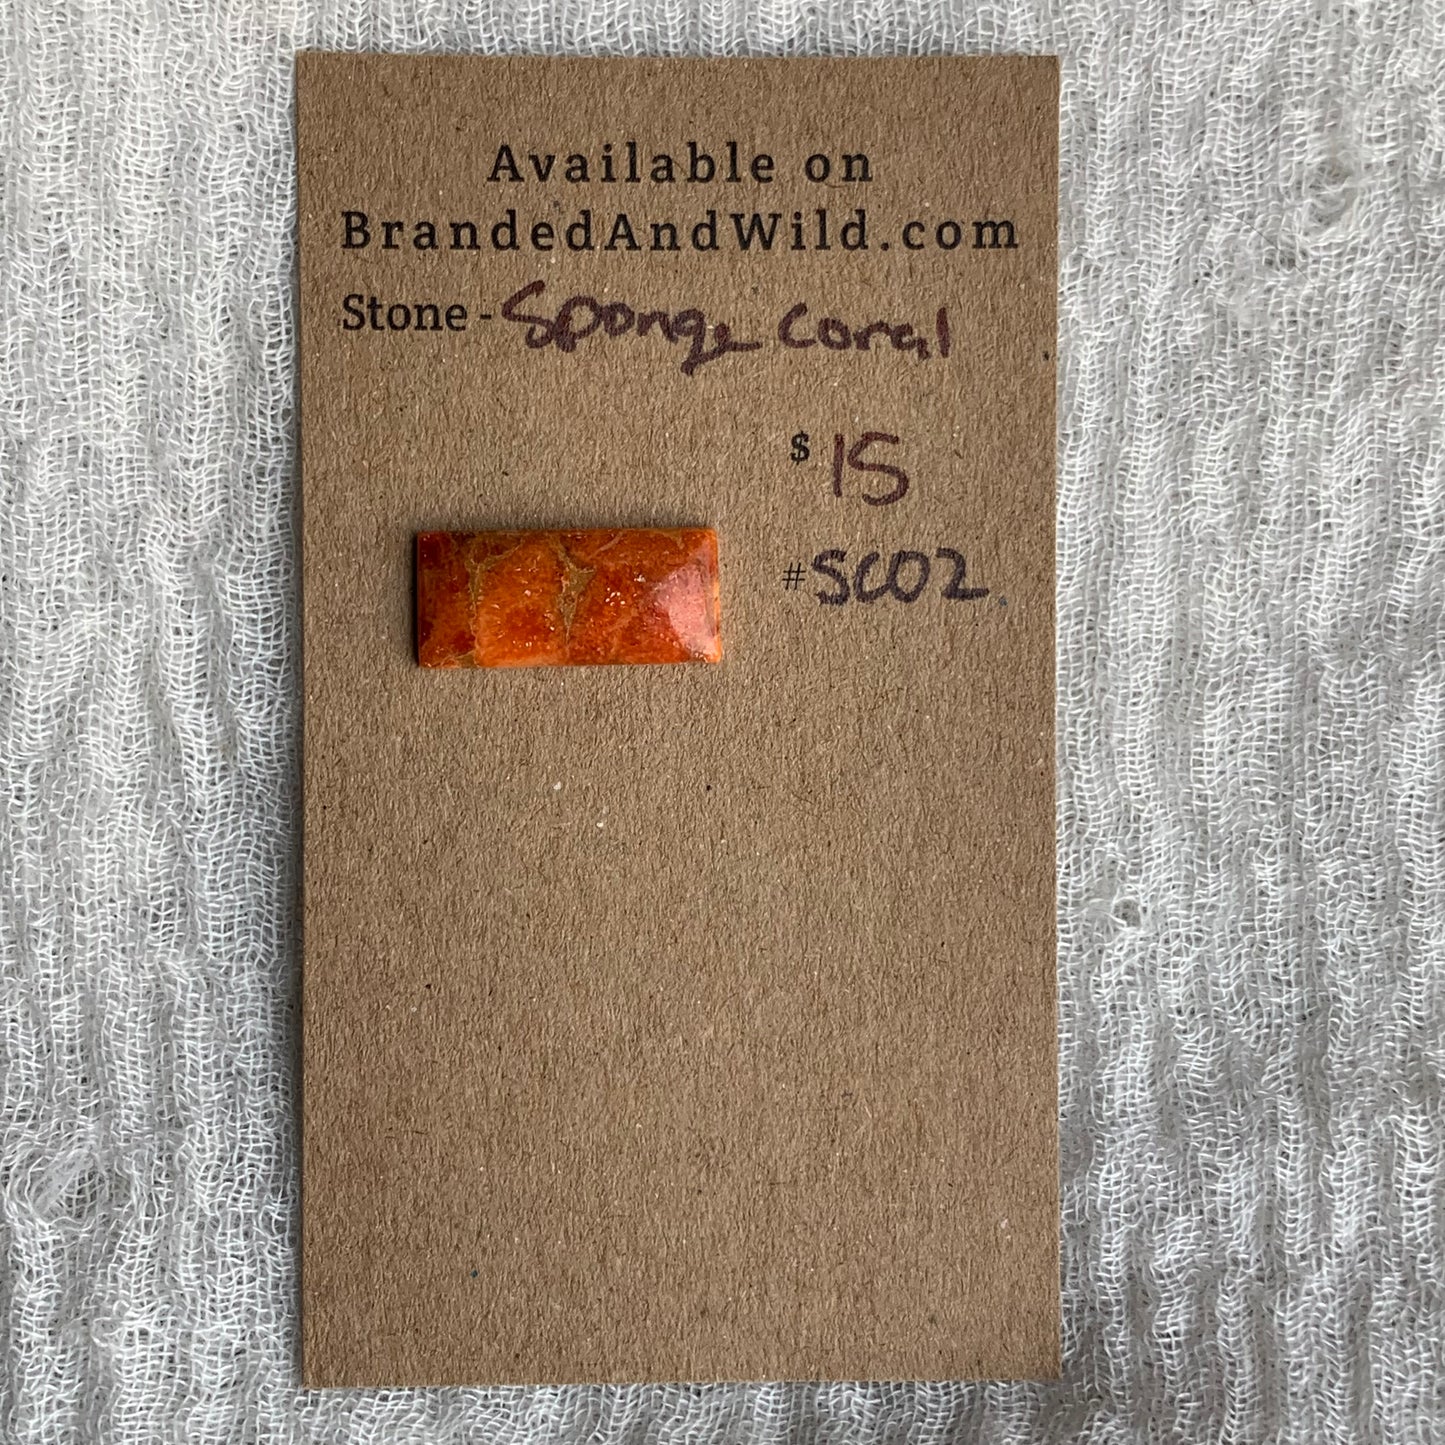 Available on
BrandedAndWild.com
Stone - Sponge Coral
$ 15
# SC02